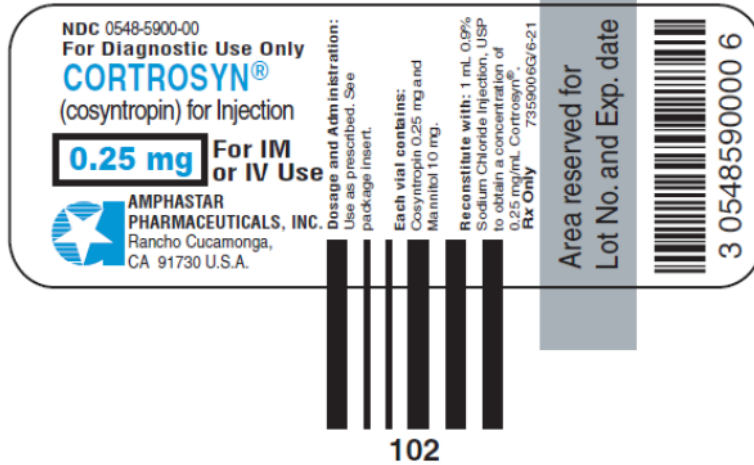 NDC 0548-5900-00
For Diagnostic Use Only
CORTROSYN®
(cosyntropin) for Injection
0.25 mg
For IM
or IV Use
AMPHASTAR
PHARMACEUTICALS, INC.
Rancho Cucamonga,
CA 91730 U.S.A.
Dosage and Administration:
Use as prescribed. See
package insert.
Each vial contains:
Cosyntropin 0.25 mg and
Mannitol 10 mg.
Reconstitute with: 1 mL 0.9%
Sodium Chloride Injection, USP
to obtain a concentration of
0.25 mg/mL Cortrosyn®.
Rx Only 7359006G/6-21
Area reserved for
Lot No. and Exp. date
3 0548590000 6
102